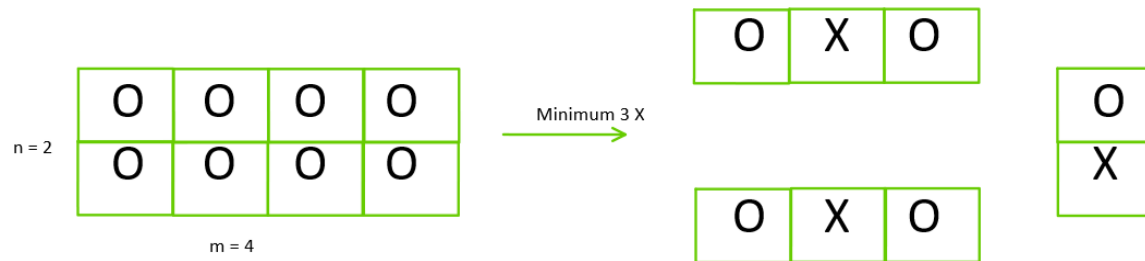 O O O O
O O O O
n = 2
m = 4
Minimum 3 X
O X O
O X O
O
X